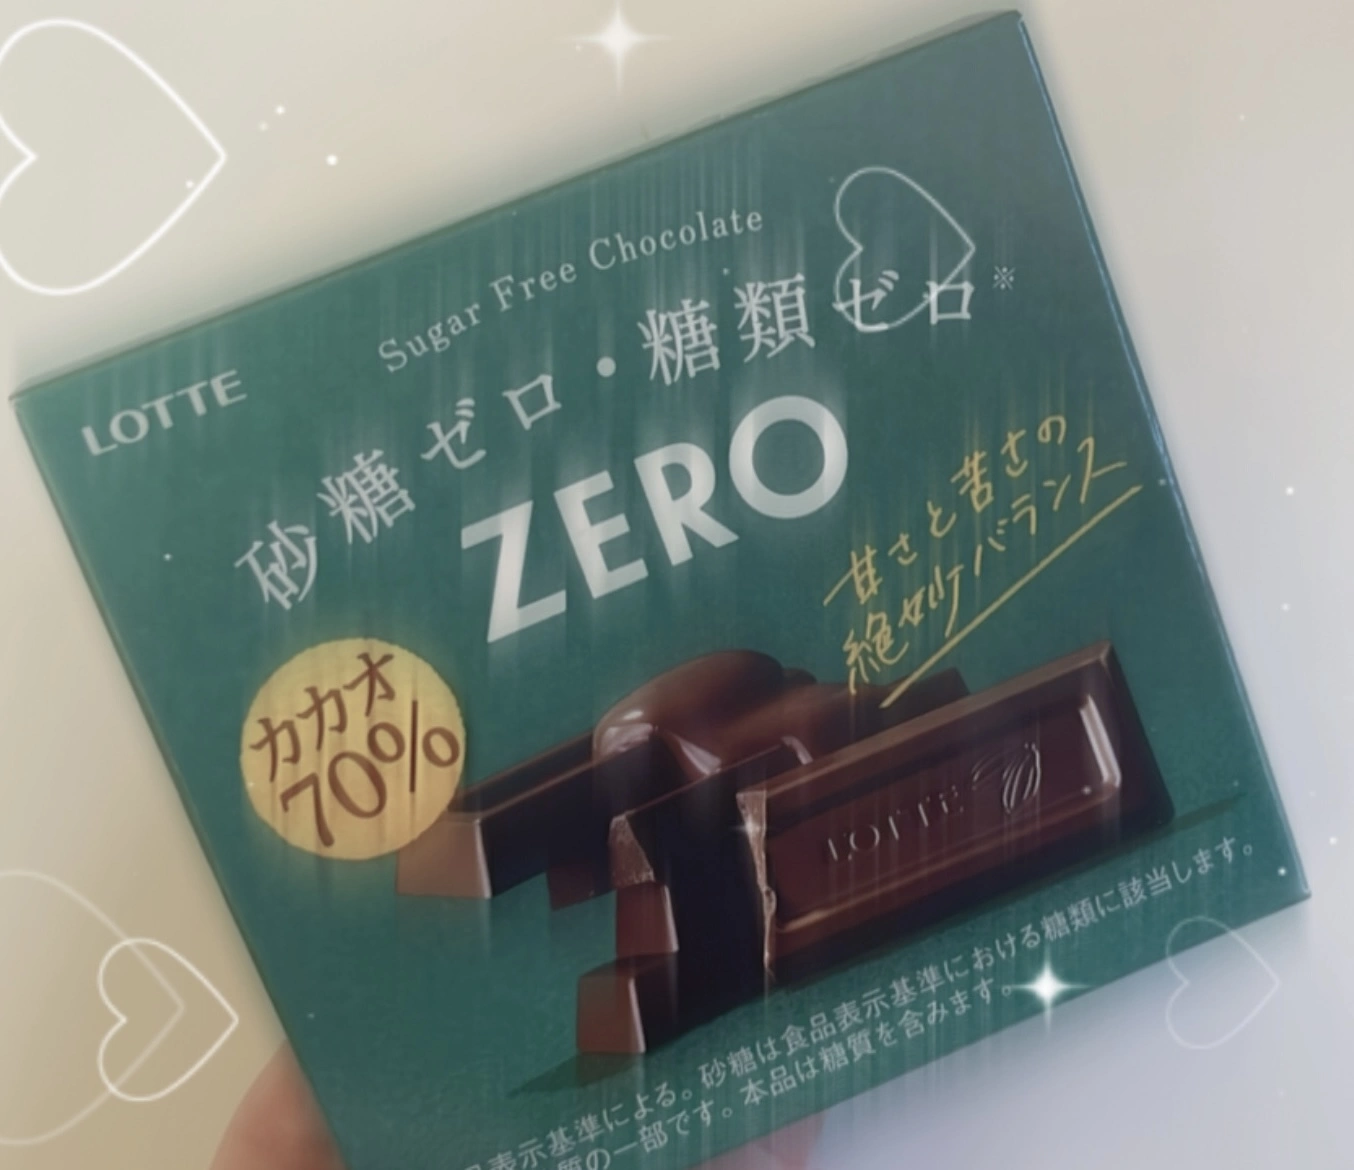 Sugar Free Chocolate
LOTTE
砂糖ゼロ・糖類ゼロ※
ZERO
甘さと苦さの
絶妙バランス
カカオ
70%
LOTTE
品表示基準による。砂糖は食品表示基準における糖類に該当します。
質の一部です。本品は糖質を含みます。